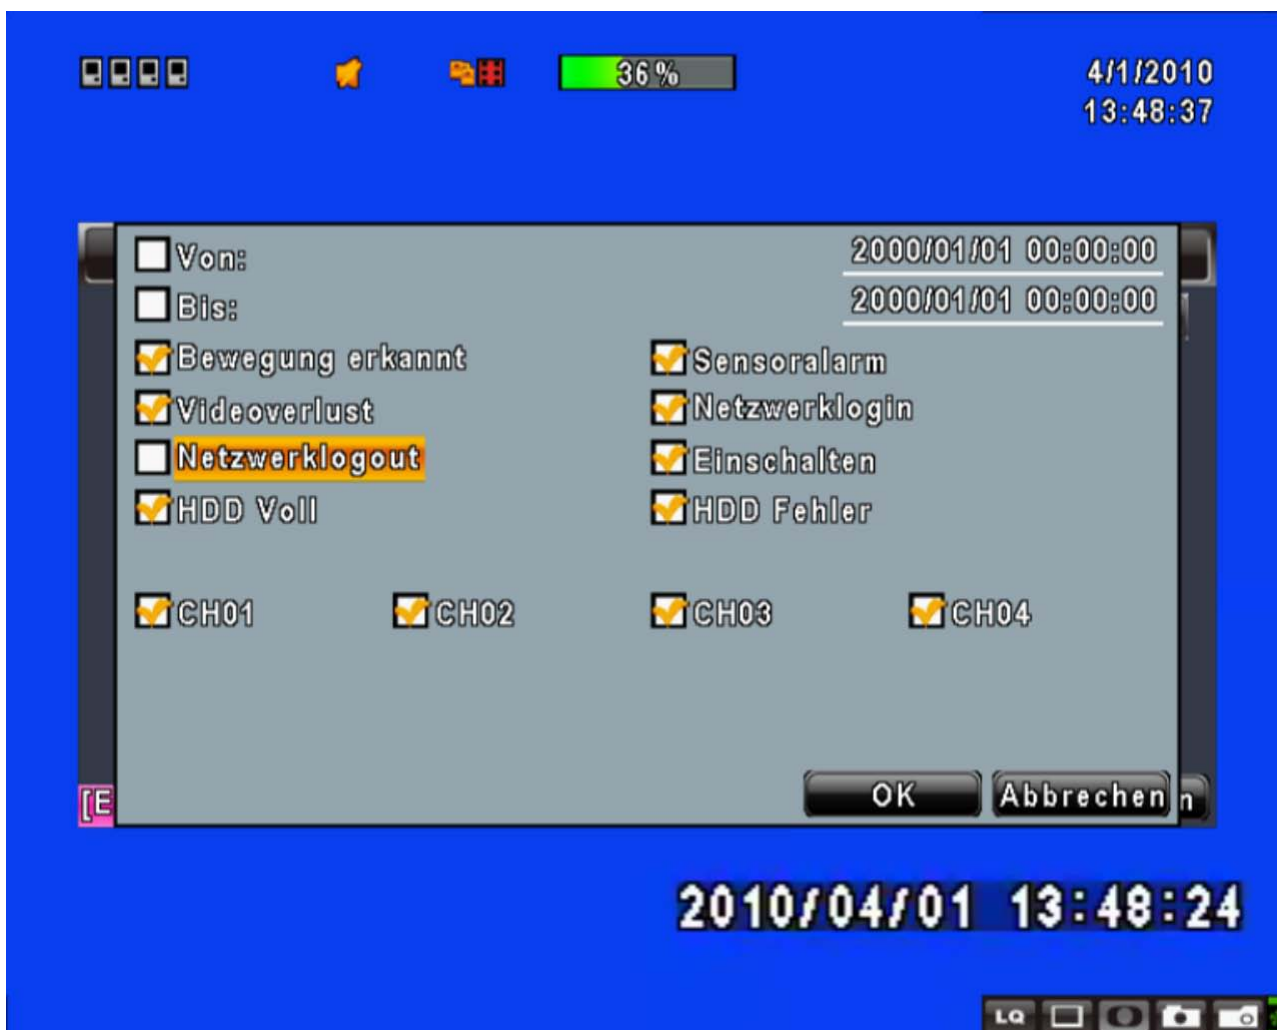 36%
4/1/2010
13:48:37
Von: 2000/01/01 00:00:00
Bis: 2000/01/01 00:00:00
Bewegung erkannt Sensoralarm
Videoverlust Netzwerklogin
Netzwerklogout Einschalten
HDD Voll HDD Fehler
CH01 CH02 CH03 CH04
[E OK Abbrechen n
2010/04/01 13:48:24
LQ